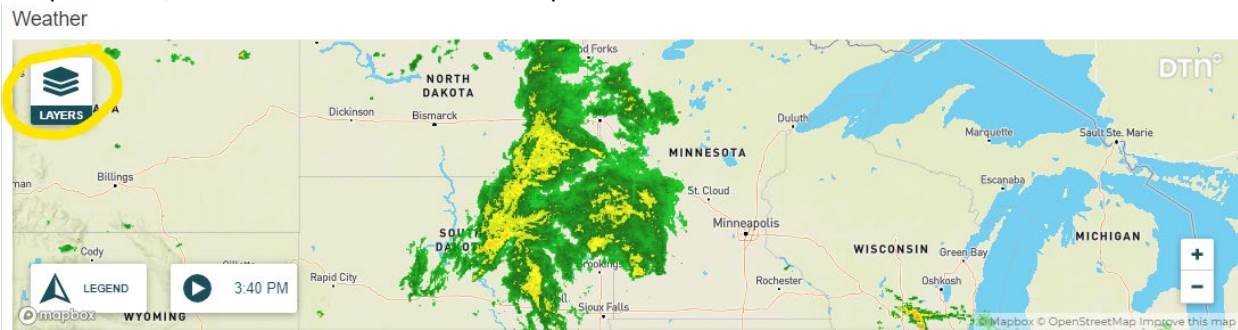 Weather
od Forks
DTN
NORTH
DAKOTA
LAYERS
Dickinson
Bismarck
Duluth
Marquette
Sault Ste. Marie
MINNESOTA
Billings
Escanaba
St. Cloud
Minneapolis
MICHIGAN
WISCONSIN
Green Bay
Cody
Rapid City
Rochester
Oshkosh
+
LEGEND
3:40 PM
−
Sioux Falls
mapbox
WYOMING
© Mapbox © OpenStreetMap Improve this map